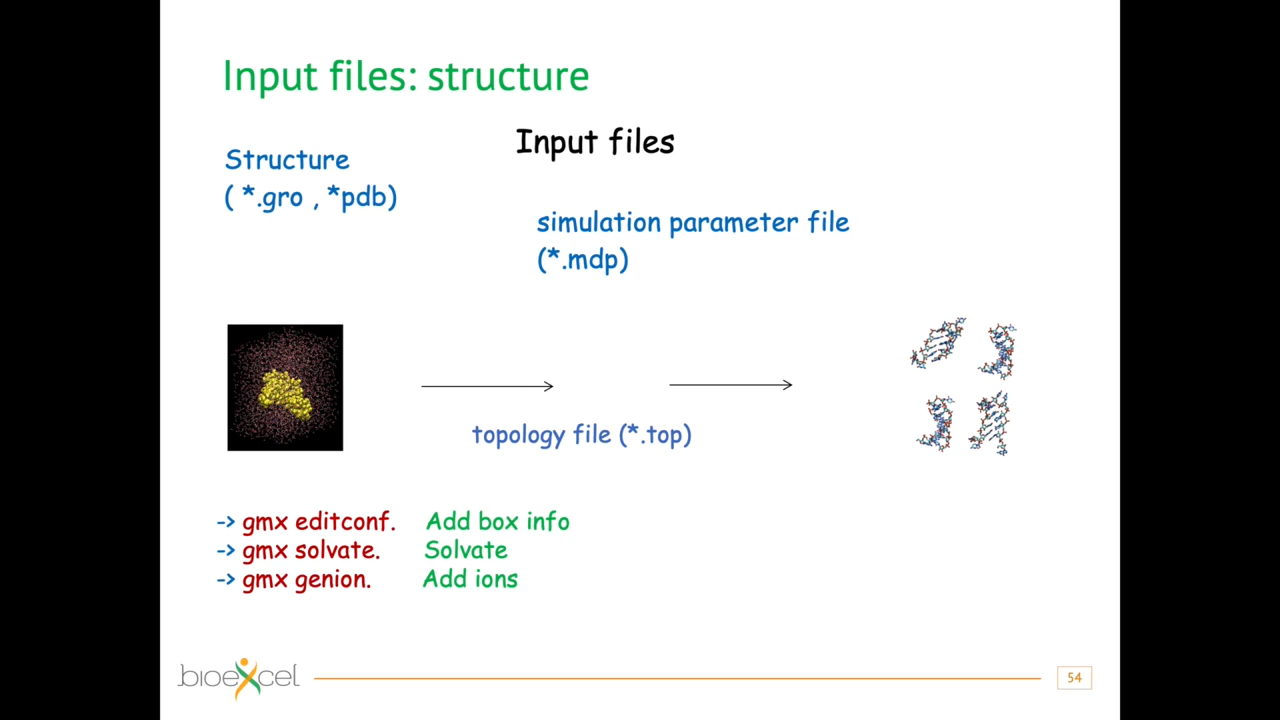 Input files: structure
Input files
Structure
( *.gro , *pdb)
simulation parameter file
(*.mdp)
topology file (*.top)
-> gmx editconf. Add box info
-> gmx solvate. Solvate
-> gmx genion. Add ions
bioexcel
54